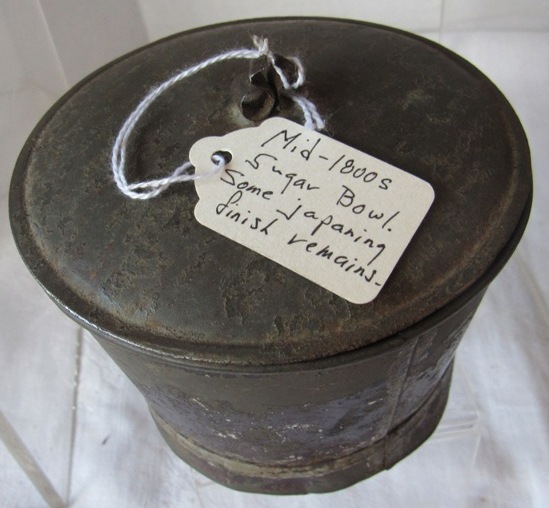 Mid-1800s
Sugar Bowl.
Some japaning
finish remains-